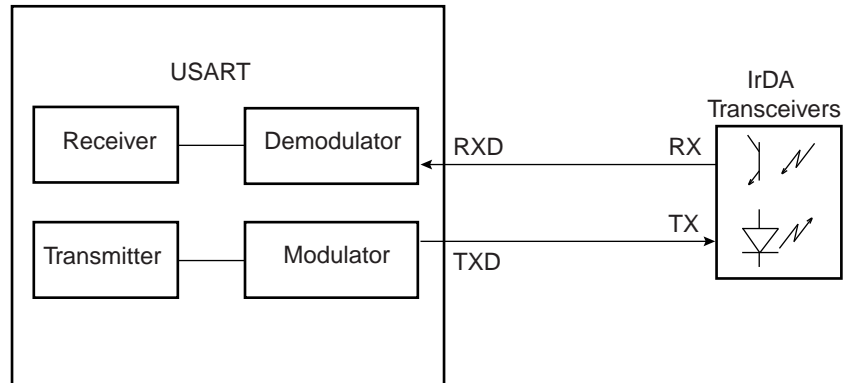 USART
IrDA
Transceivers
Receiver
Demodulator
RXD
RX
Transmitter
Modulator
TXD
TX